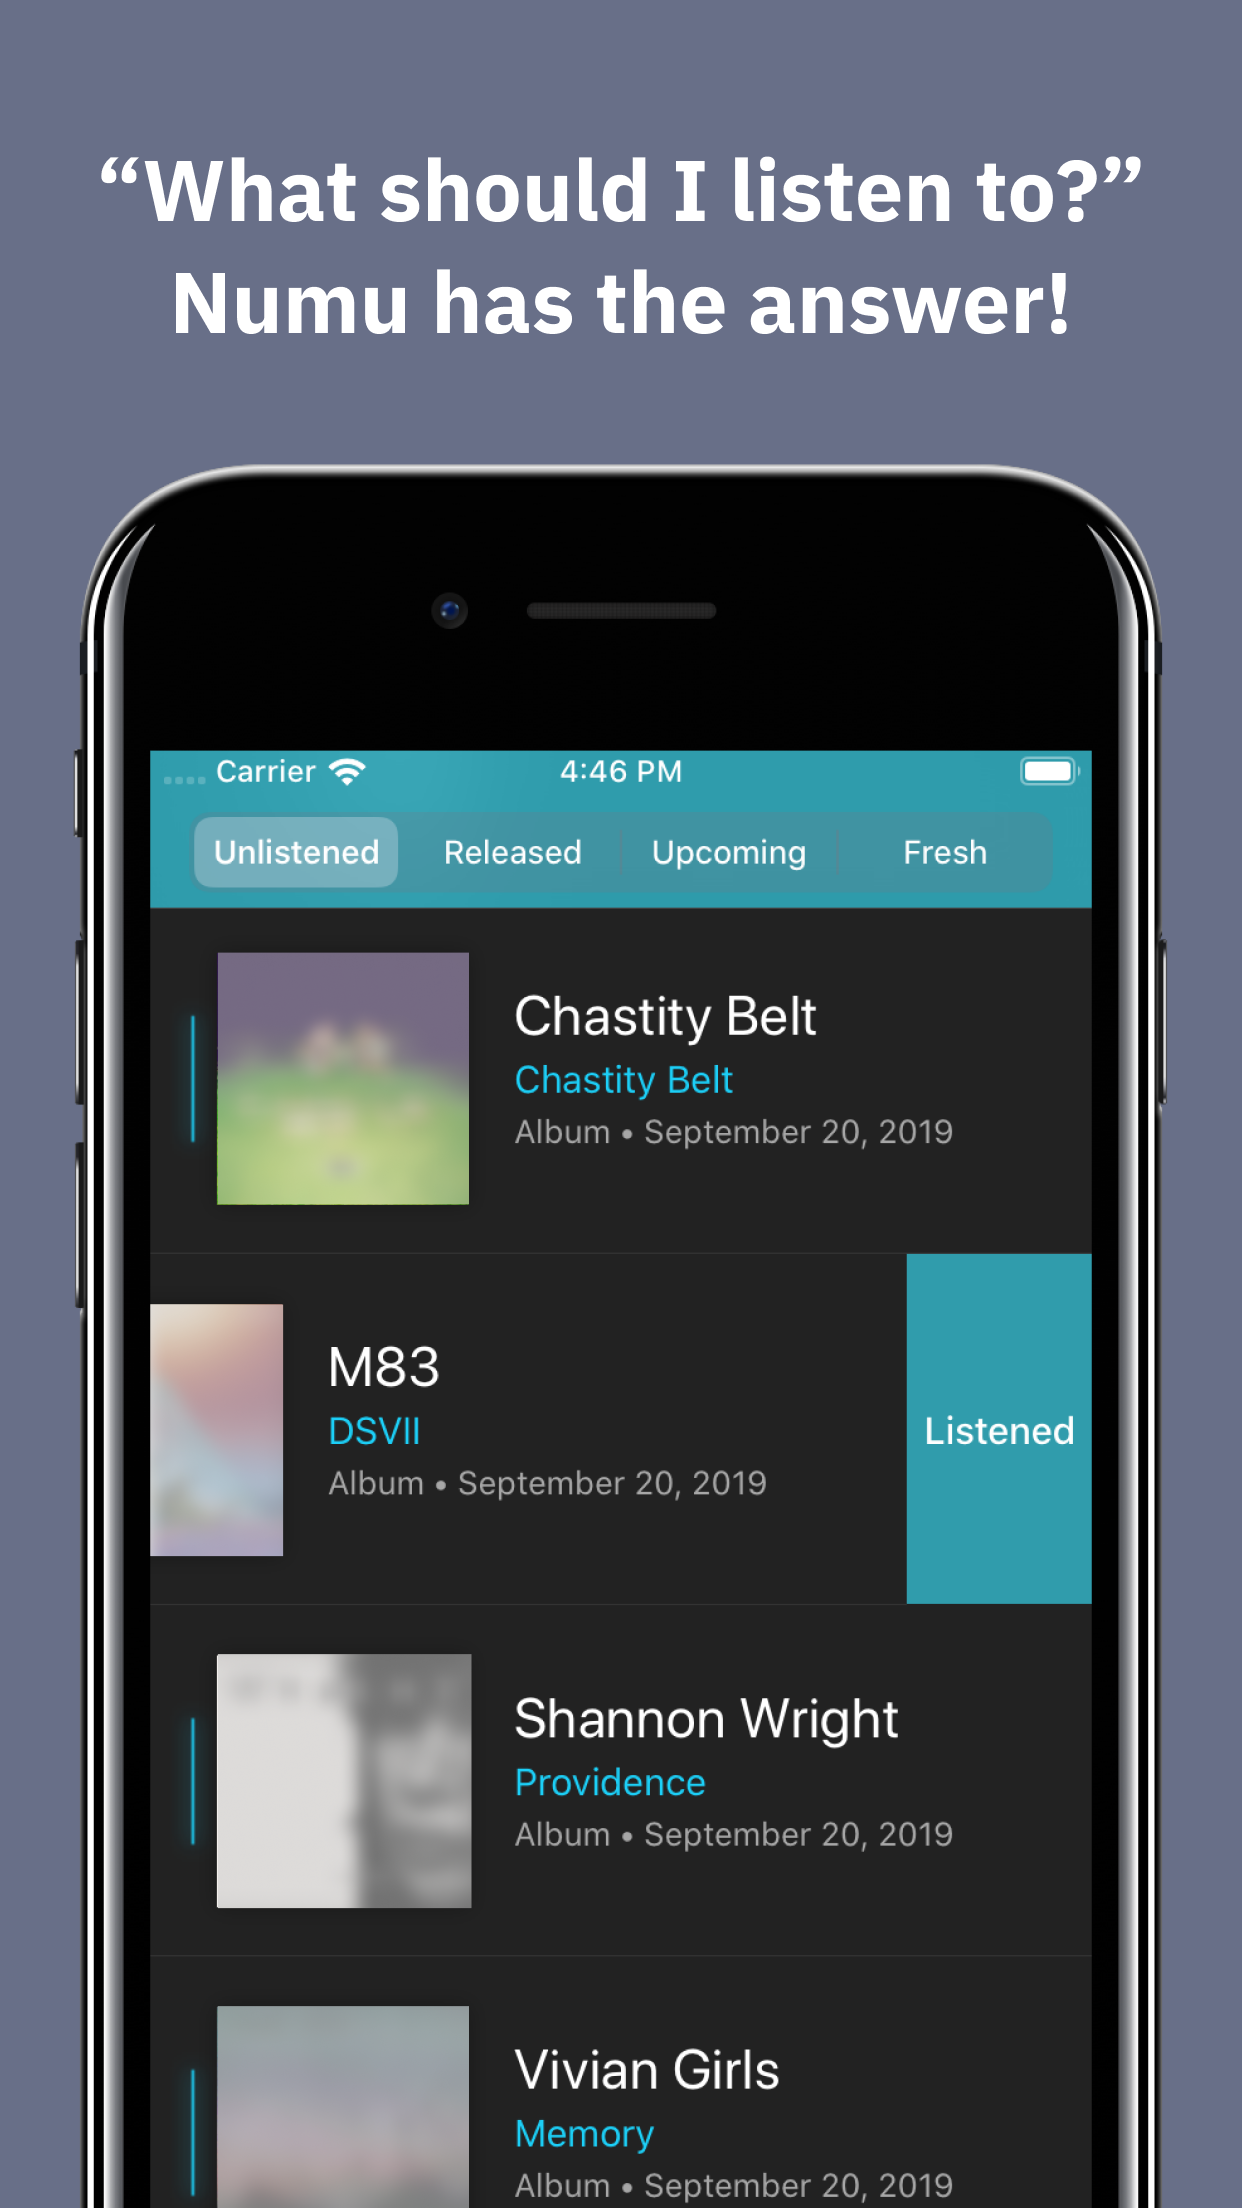 “What should I listen to?”
Numu has the answer!
Carrier 4:46 PM
Unlistened Released Upcoming Fresh
Chastity Belt
Chastity Belt
Album • September 20, 2019
M83
DSVII
Album • September 20, 2019
Listened
Shannon Wright
Providence
Album • September 20, 2019
Vivian Girls
Memory
Album • September 20, 2019